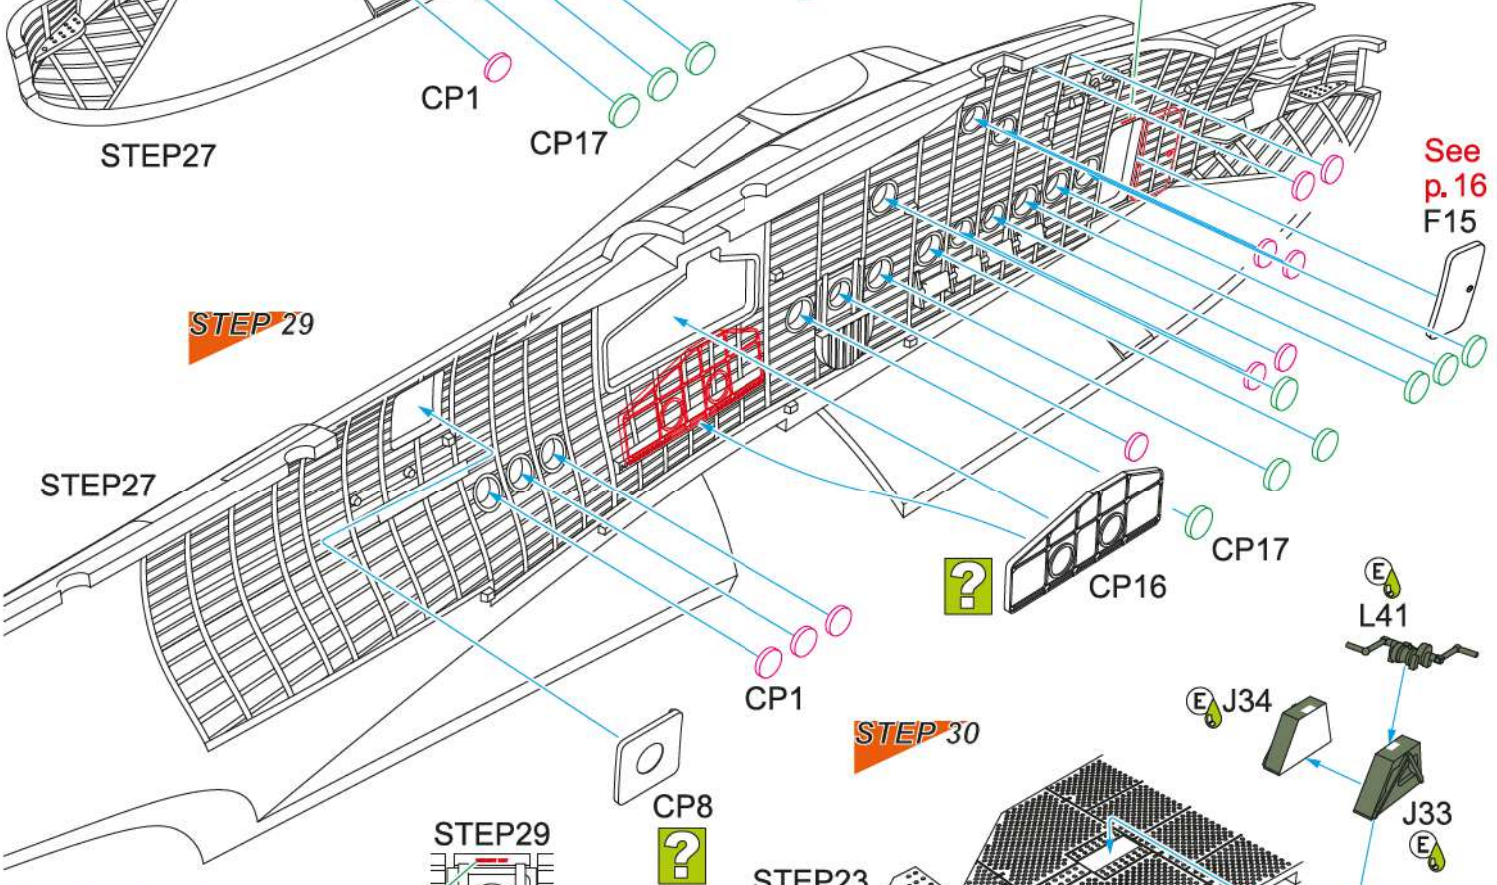 CP1
CP17
STEP27
See
p. 16
F15
STEP 29
STEP27
CP17
?
CP16
E
L41
CP1
E
J34
STEP 30
CP8
?
J33
E
STEP29
STEP23